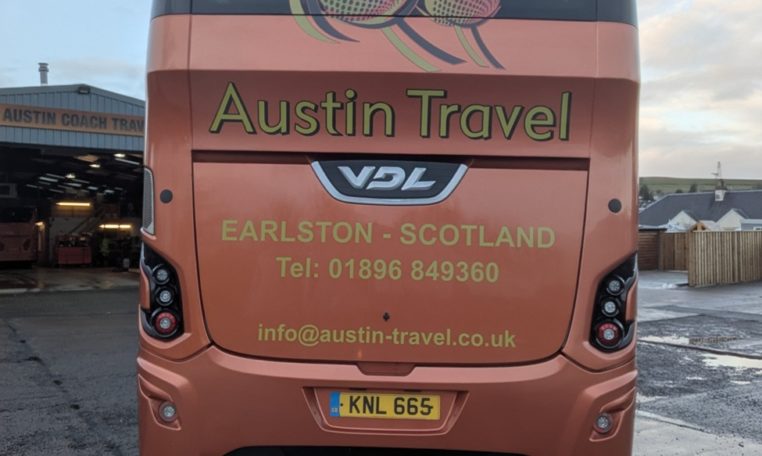 Austin Travel
AUSTIN COACH TRAV
VDL
EARLSTON - SCOTLAND
Tel: 01896 849360
info@austin-travel.co.uk
KNL 665